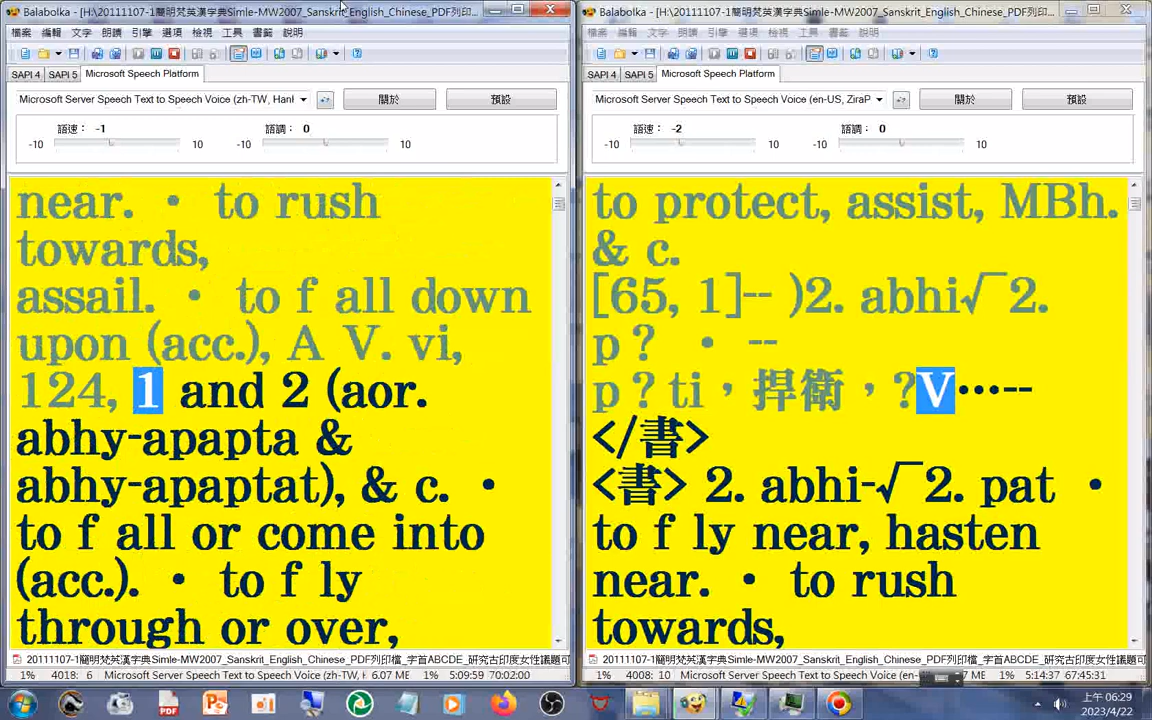 Balabolka - [H:\20111107-1簡明梵英漢字典Simle-MW2007_Sanskrit_English_Chinese_PDF列印...
檔案 編輯 文字 朗讀 引擎 選項 檢視 工具 書籤 說明
SAPI 4 SAPI 5 Microsoft Speech Platform
Microsoft Server Speech Text to Speech Voice (zh-TW, HanH 關於 預設
語速： -1 語調： 0
-10 10 -10 10
near. • to rush
towards,
assail. • to f all down
upon (acc.), A V. vi,
124, 1 and 2 (aor.
abhy-apapta &
abhy-apaptat), & c. •
to f all or come into
(acc.). • to f ly
through or over,
20111107-1簡明梵英漢字典Simle-MW2007_Sanskrit_English_Chinese_PDF列印檔_字首ABCDE_研究古印度女性議題可
1% 4018: 6 Microsoft Server Speech Text to Speech Voice (zh-TW, H 6.07 ME 1% 5:09:59 70:02:00
Balabolka - [H:\20111107-1簡明梵英漢字典Simle-MW2007_Sanskrit_English_Chinese_PDF列印...
檔案 編輯 文字 朗讀 引擎 選項 檢視 工具 書籤 說明
SAPI 4 SAPI 5 Microsoft Speech Platform
Microsoft Server Speech Text to Speech Voice (en-US, ZiraP 關於 預設
語速： -2 語調： 0
-10 10 -10 10
to protect, assist, MBh.
& c.
[65, 1]-- )2. abhi√￣2.
p？ • --
p？ti，捍衛，?V…--
</書>
<書> 2. abhi-√￣2. pat •
to f ly near, hasten
near. • to rush
towards,
20111107-1簡明梵英漢字典Simle-MW2007_Sanskrit_English_Chinese_PDF列印檔_字首ABCDE_研究古印度女性議題可
1% 4008: 10 Microsoft Server Speech Text to Speech Voice ME 1% 5:14:37 67:45:31
PDF
上午 06:29
2023/4/22